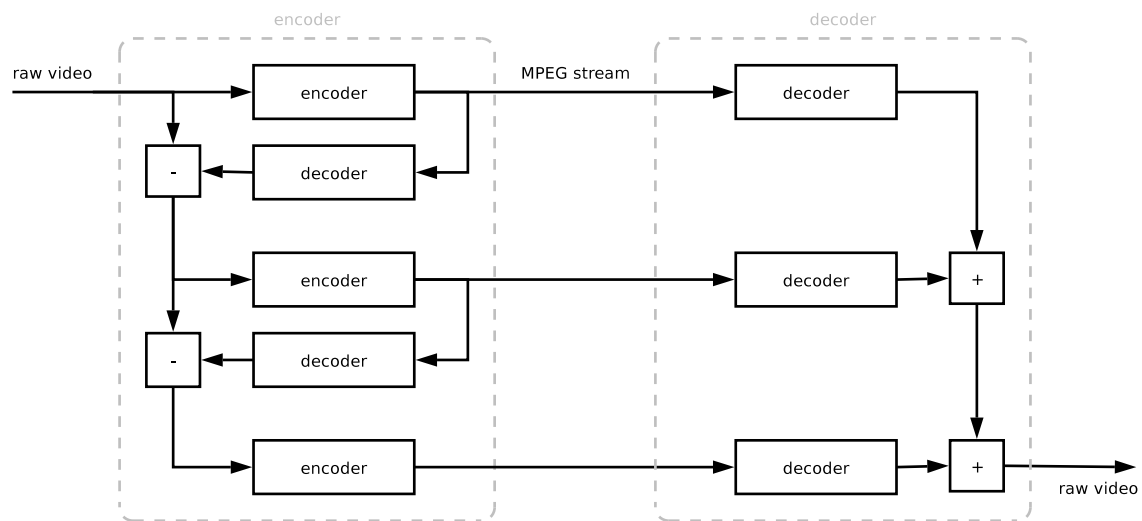 encoder
decoder
raw video
encoder
MPEG stream
decoder
-
decoder
encoder
decoder
+
-
decoder
encoder
decoder
+
raw video